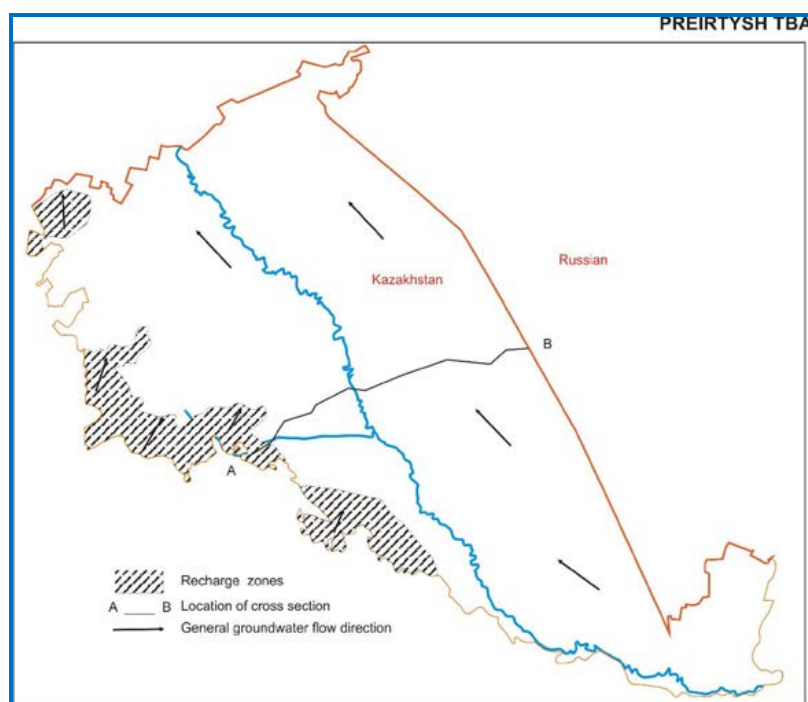 PREIRTYSH TBA
Russian
Kazakhstan
B
A
Recharge zones
A ___ B Location of cross section
General groundwater flow direction